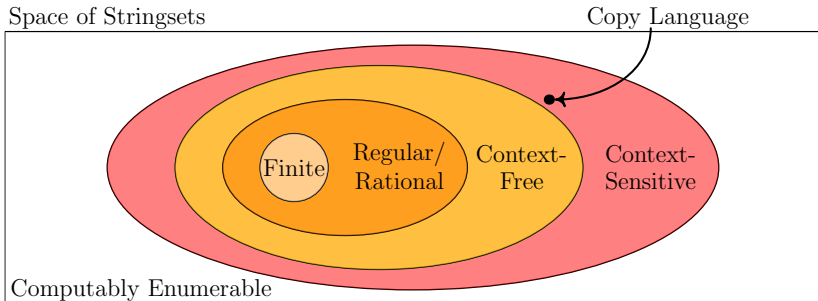 Space of Stringsets
Copy Language
Finite
Regular/
Rational
Context-
Free
Context-
Sensitive
Computably Enumerable